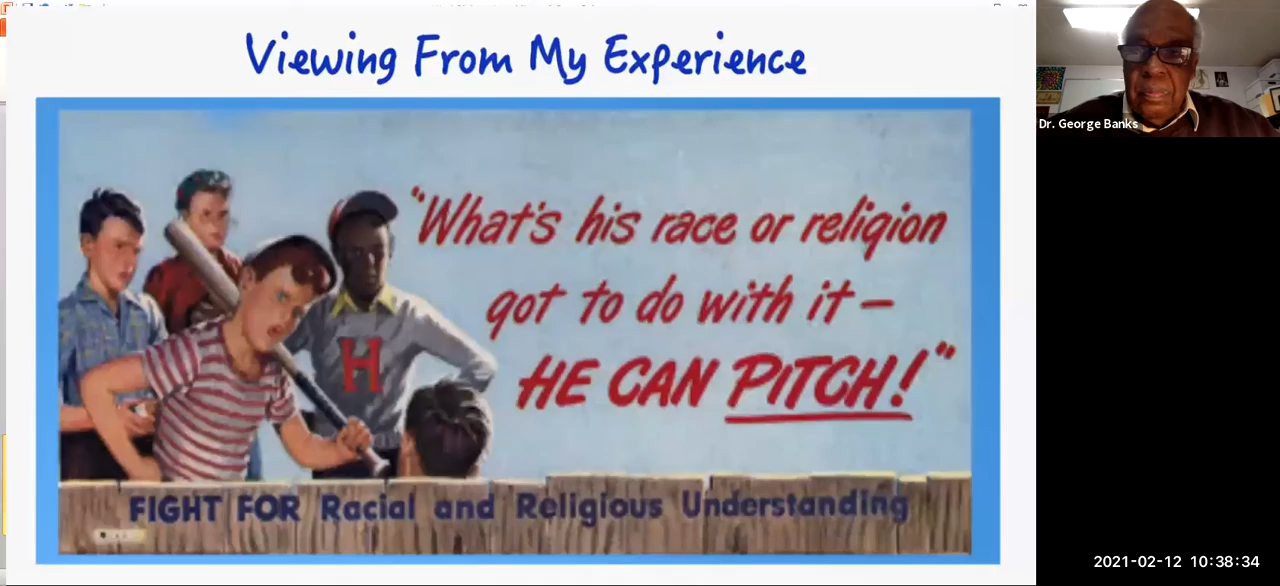 Viewing From My Experience
"What's his race or religion
got to do with it –
HE CAN PITCH!"
H
FIGHT FOR Racial and Religious Understanding
Dr. George Banks
2021-02-12 10:38:34